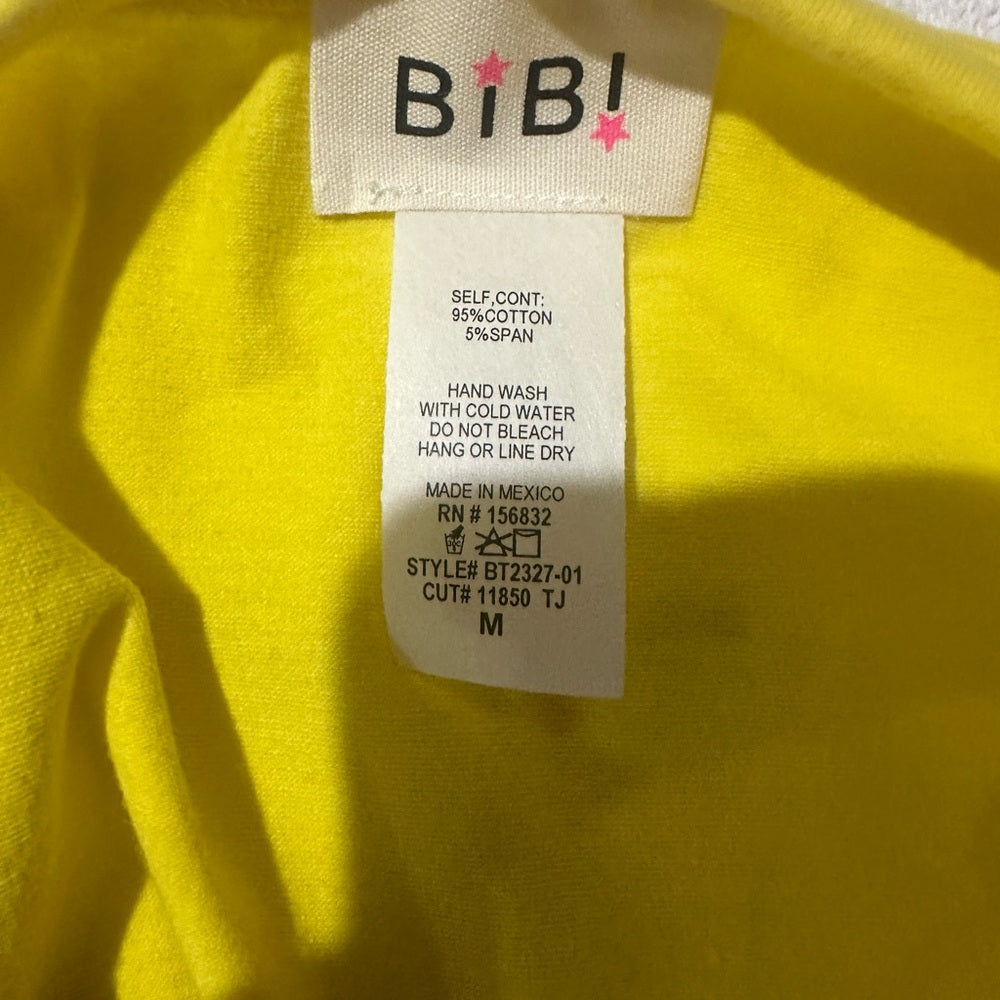 BiB!
SELF,CONT:
95%COTTON
5%SPAN
HAND WASH
WITH COLD WATER
DO NOT BLEACH
HANG OR LINE DRY
MADE IN MEXICO
RN # 156832
STYLE# BT2327-01
CUT# 11850 TJ
M